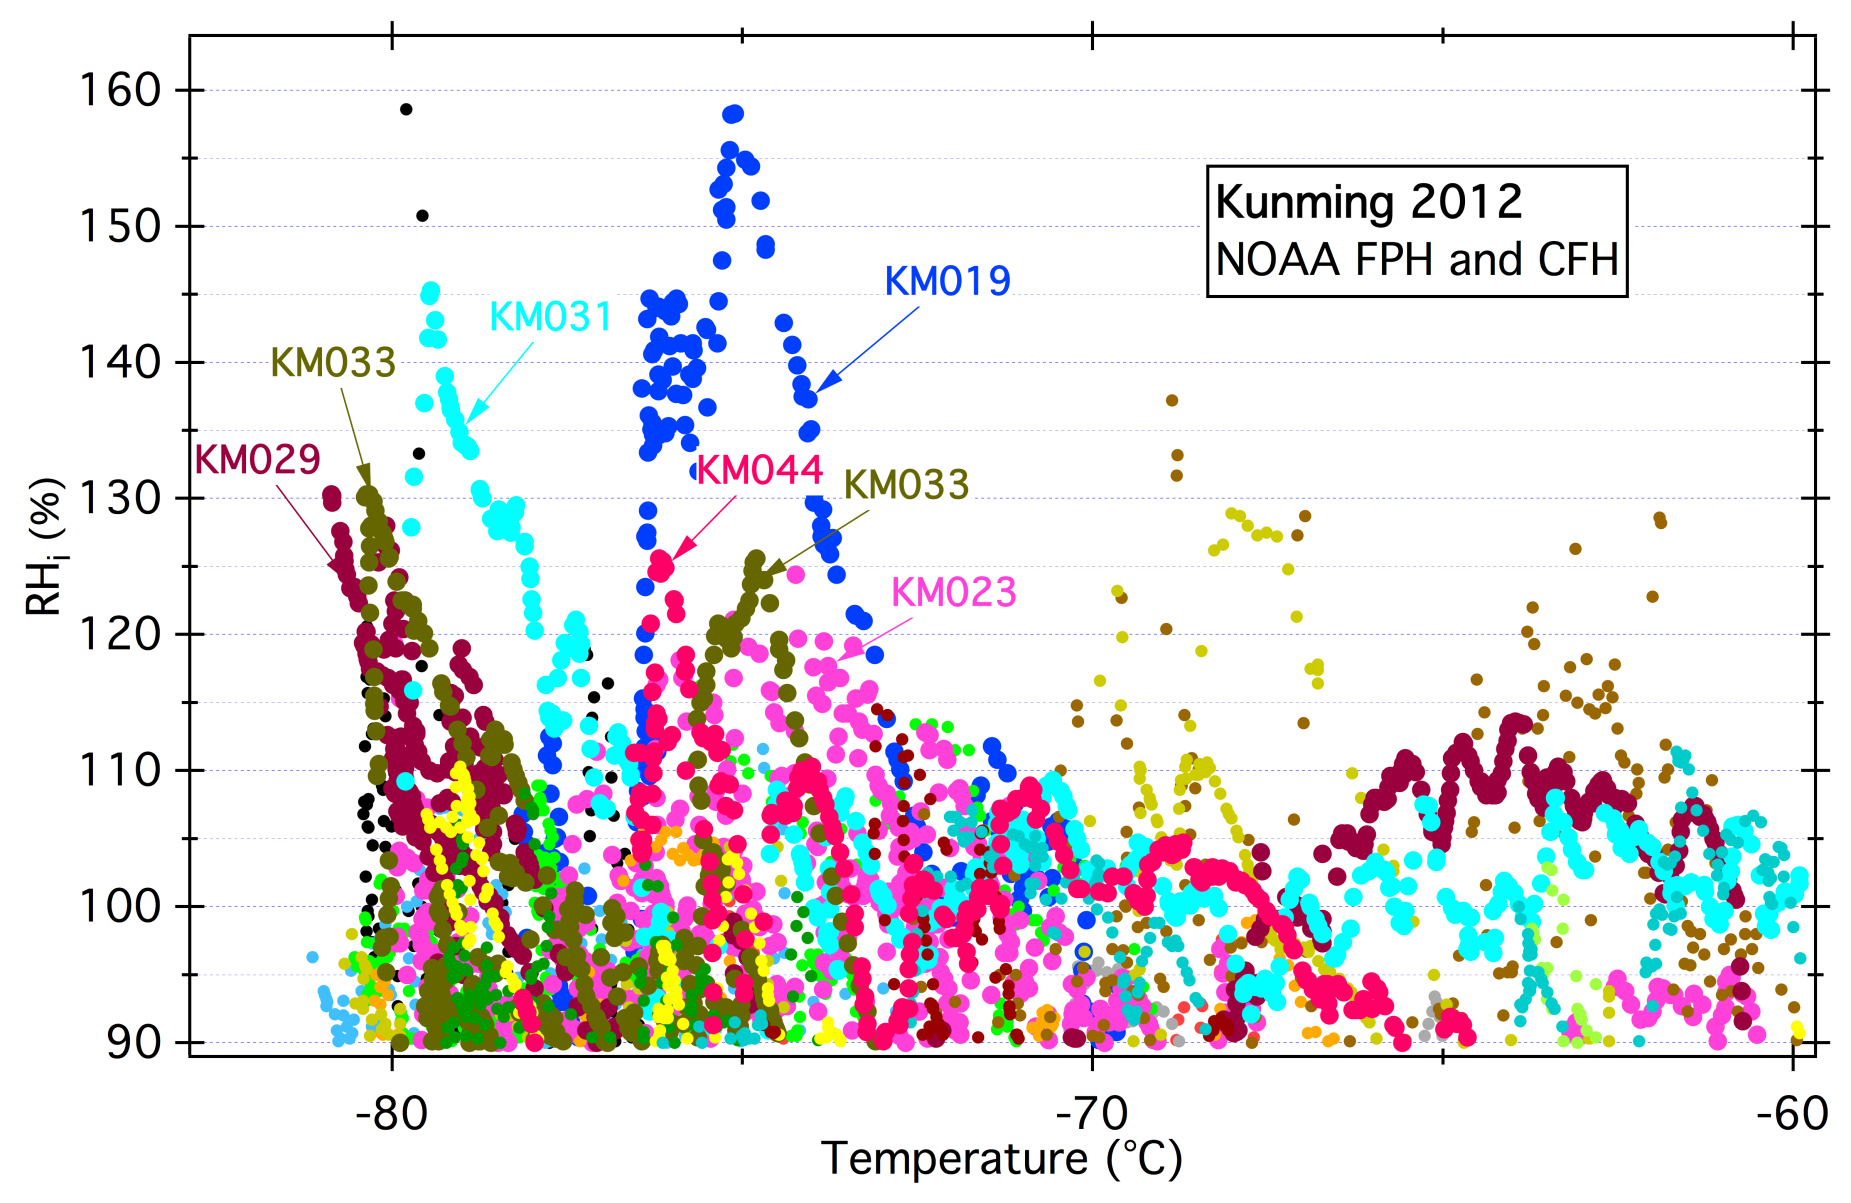 160
150
140
130
120
110
100
90
RHi (%)
Kunming 2012
NOAA FPH and CFH
KM019
KM031
KM033
KM029
KM044
KM033
KM023
-80
-70
-60
Temperature (°C)